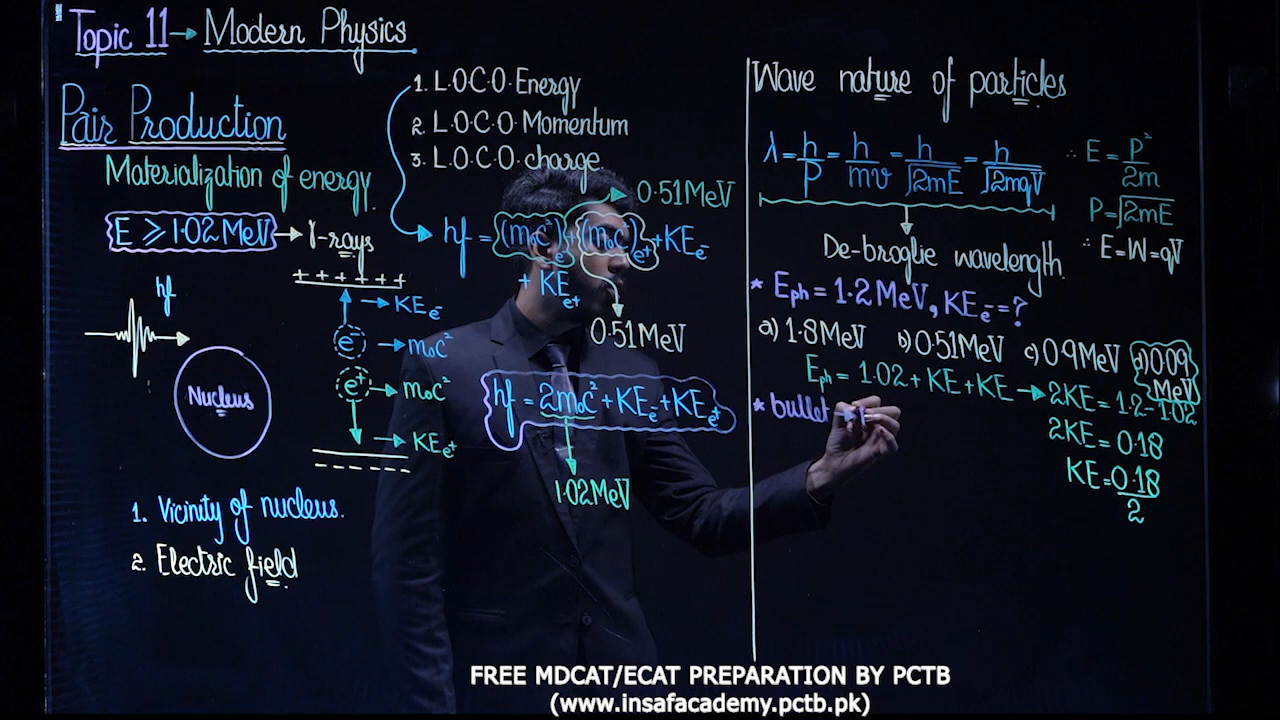 Topic 11 → Modern Physics
Pair Production
Materialization of energy.
E ⩾ 1.02 MeV → γ-rays
hf
Nucleus
+ + + + + +
→ KEe⁻
e⁻ → m₀c²
e⁺ → m₀c²
→ KEe⁺
1. Vicinity of nucleus.
2. Electric field
1. L.O.C.O. Energy
2. L.O.C.O. Momentum
3. L.O.C.O. charge.
0.51 MeV
hf = (m₀c²)e⁻ + (m₀c²)e⁺ + KEe⁻
+ KEe⁺
0.51 MeV
hf = 2m₀c² + KEe⁻ + KEe⁺
1.02 MeV
Wave nature of particles
λ = h/P = h/mv = h/√2mE = h/√2mqV
∴ E = P²/2m
P = √2mE
∴ E = W = qV
De-broglie wavelength.
* Eph = 1.2 MeV, KEe⁻ = ?
a) 1.8 MeV b) 0.51 MeV c) 0.9 MeV d) 0.09 MeV
Eph = 1.02 + KE + KE → 2KE = 1.2 - 1.02
2KE = 0.18
KE = 0.18/2
* bullet →
FREE MDCAT/ECAT PREPARATION BY PCTB
(www.insafacademy.pctb.pk)